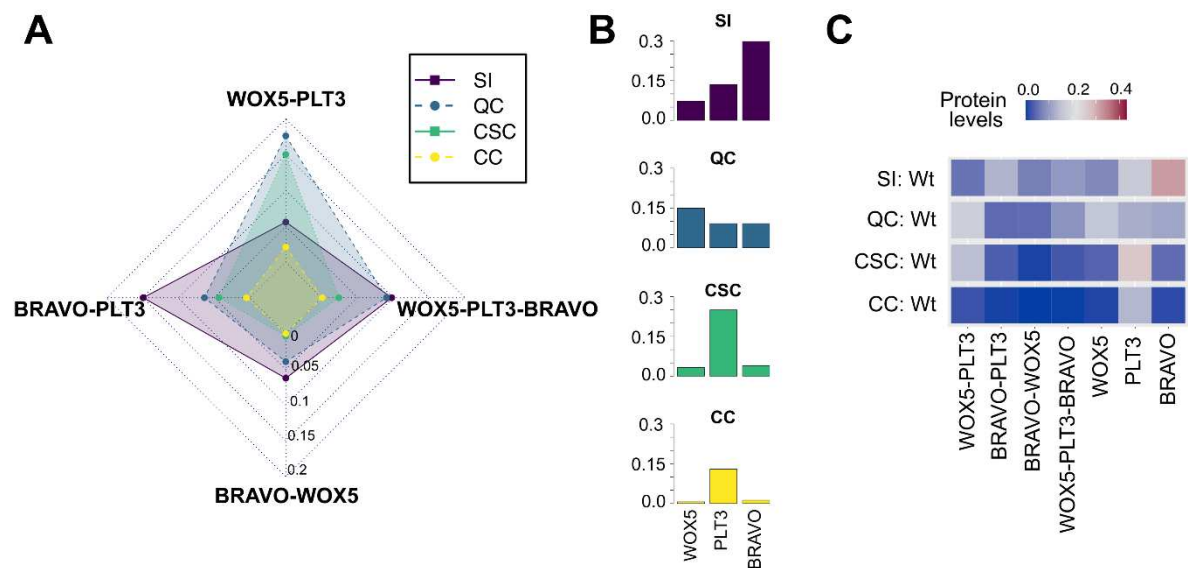 A
WOX5-PLT3
SI
QC
CSC
CC
BRAVO-PLT3
WOX5-PLT3-BRAVO
0
0.05
0.1
0.15
0.2
BRAVO-WOX5
B
SI
0.3
0.15
0.0
QC
0.3
0.15
0.0
CSC
0.3
0.15
0.0
CC
0.3
0.15
0.0
WOX5
PLT3
BRAVO
C
Protein levels
0.0
0.2
0.4
SI: Wt
QC: Wt
CSC: Wt
CC: Wt
WOX5-PLT3
BRAVO-PLT3
BRAVO-WOX5
WOX5-PLT3-BRAVO
WOX5
PLT3
BRAVO